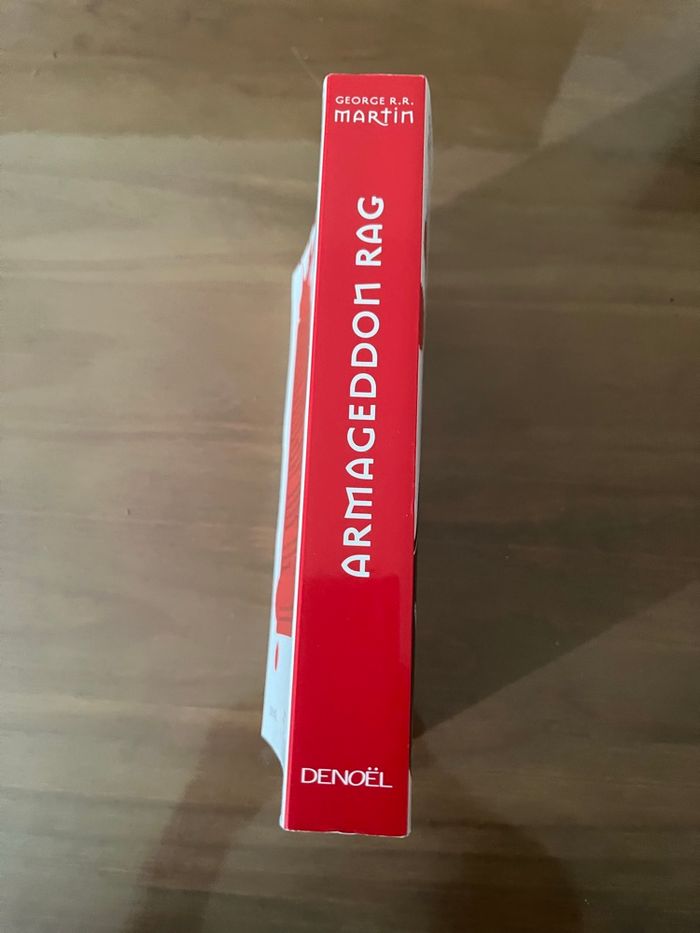 GEORGE R.R.
MARTIN
ARMAGEDDON RAG
DENOËL